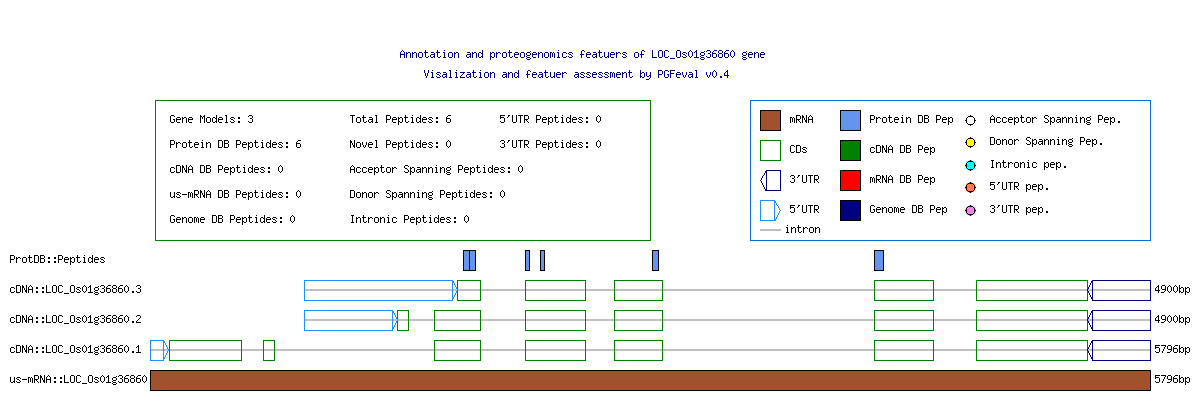 Annotation and proteogenomics featuers of LOC_Os01g36860 gene
Visalization and featuer assessment by PGFeval v0.4
Gene Models: 3 Total Peptides: 6 5'UTR Peptides: 0
Protein DB Peptides: 6 Novel Peptides: 0 3'UTR Peptides: 0
cDNA DB Peptides: 0 Acceptor Spanning Peptides: 0
us-mRNA DB Peptides: 0 Donor Spanning Peptides: 0
Genome DB Peptides: 0 Intronic Peptides: 0
mRNA Protein DB Pep Acceptor Spanning Pep.
CDs cDNA DB Pep Donor Spanning Pep.
3'UTR mRNA DB Pep Intronic pep.
5'UTR Genome DB Pep 5'UTR pep.
intron 3'UTR pep.
ProtDB::Peptides
cDNA::LOC_Os01g36860.3 4900bp
cDNA::LOC_Os01g36860.2 4900bp
cDNA::LOC_Os01g36860.1 5796bp
us-mRNA::LOC_Os01g36860 5796bp